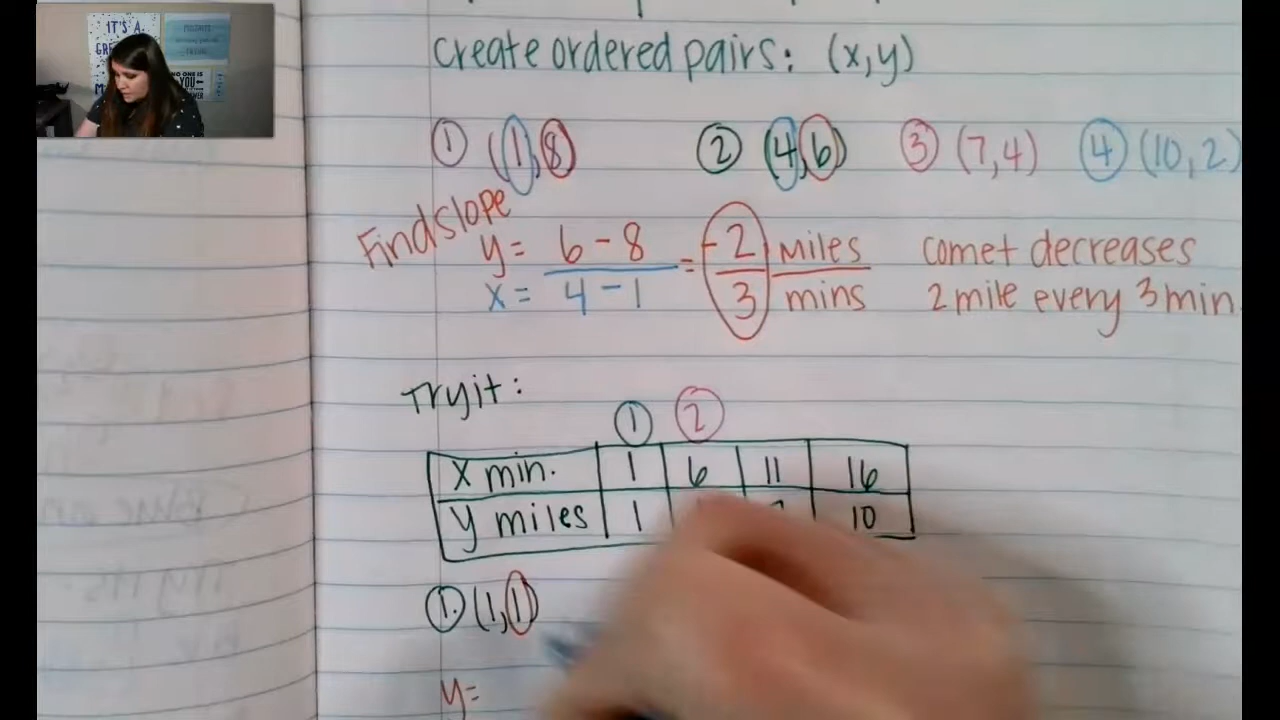 IT'S A
create ordered pairs: (x,y)
① (1,8) ② (4,6) ③ (7,4) ④ (10,2)
Find slope
y= 6-8 = -2 miles comet decreases
x= 4-1 3 mins 2 mile every 3 min
Try it:
① ②
X min. 1 6 11 16
Y miles 1 10
①. (1,1)
y=